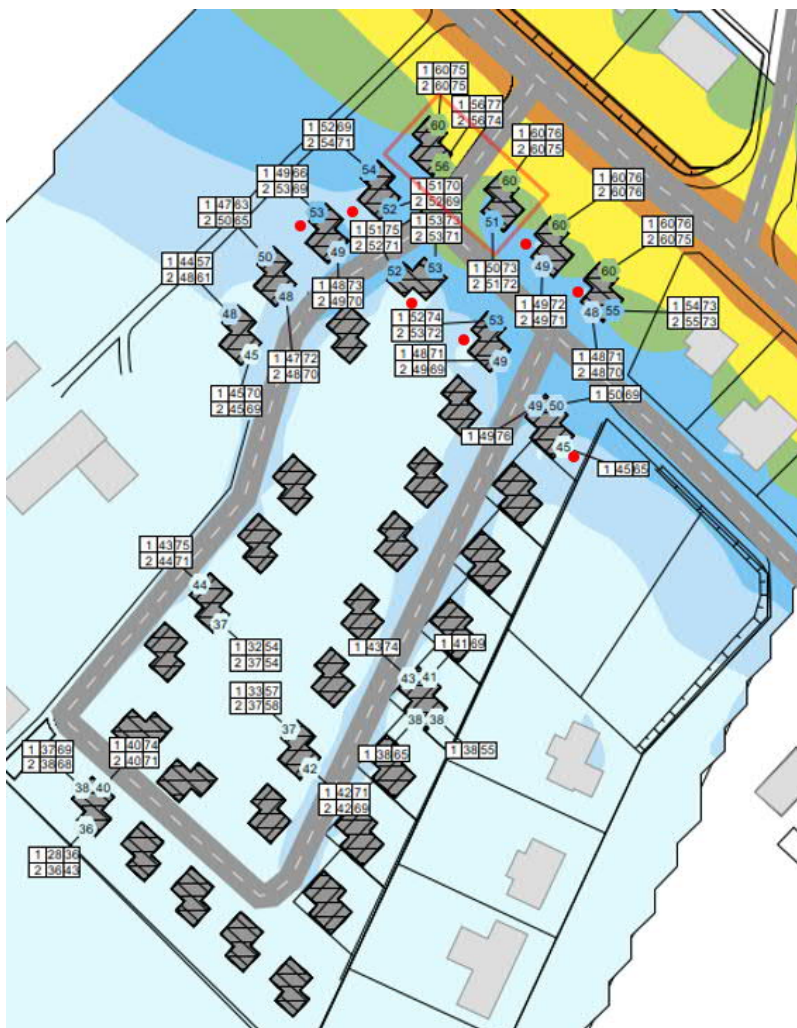 1 60 75
2 60 75
1 56 77
2 56 74
60
56
1 52 69
2 54 71
54
52
1 60 76
2 60 75
60
51
1 49 66
2 53 69
53
49
1 51 70
2 52 69
1 53 73
2 53 71
1 60 76
2 60 76
60
49
1 47 63
2 50 65
50
48
1 51 75
2 52 71
52
53
1 60 76
2 60 75
60
48
55
1 44 57
2 48 61
48
45
1 48 73
2 49 70
1 50 73
2 51 72
1 49 72
2 49 71
1 54 73
2 55 73
1 52 74
2 53 72
53
49
1 48 71
2 49 69
1 48 71
2 48 70
1 47 72
2 48 70
1 45 70
2 45 69
1 50 69
49
50
45
1 49 76
1 45 65
1 43 75
2 44 71
44
37
1 32 54
2 37 54
1 43 74
1 41 69
43
41
38
38
1 33 57
2 37 58
37
42
1 38 65
1 38 55
1 37 69
2 38 68
1 40 74
2 40 71
38
40
36
1 42 71
2 42 69
1 28 36
2 36 43